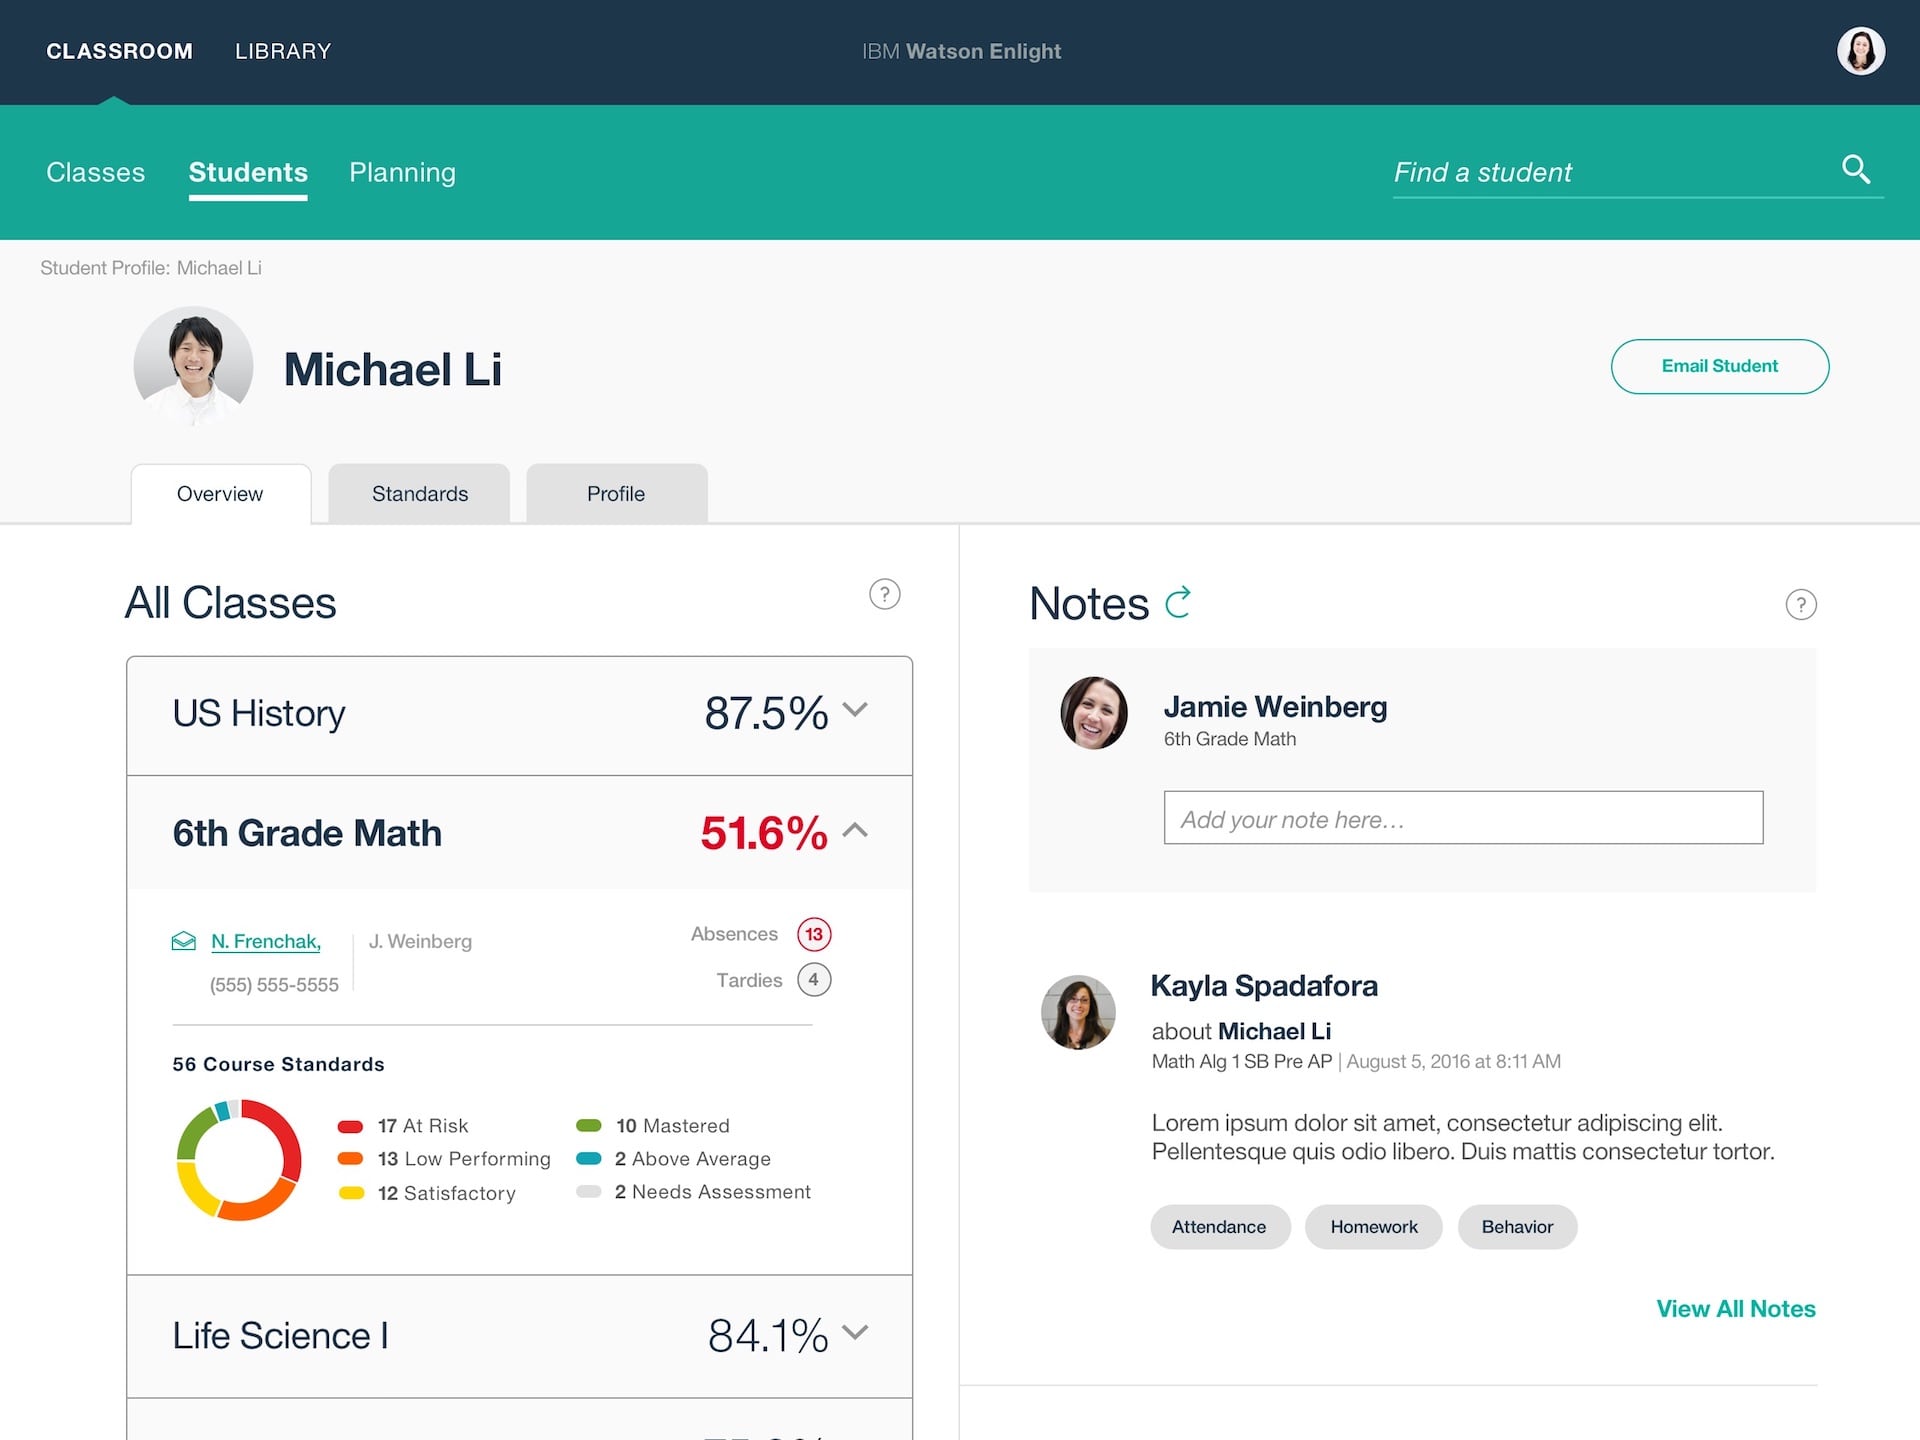 CLASSROOM LIBRARY IBM Watson Enlight
Classes Students Planning Find a student
Student Profile: Michael Li
Michael Li
Email Student
Overview Standards Profile
All Classes ?
US History 87.5%
6th Grade Math 51.6%
N. Frenchak, J. Weinberg
(555) 555-5555
Absences 13
Tardies 4
56 Course Standards
17 At Risk
13 Low Performing
12 Satisfactory
10 Mastered
2 Above Average
2 Needs Assessment
Life Science I 84.1%
Notes ?
Jamie Weinberg
6th Grade Math
Add your note here...
Kayla Spadafora
about Michael Li
Math Alg 1 SB Pre AP | August 5, 2016 at 8:11 AM
Lorem ipsum dolor sit amet, consectetur adipiscing elit.
Pellentesque quis odio libero. Duis mattis consectetur tortor.
Attendance Homework Behavior
View All Notes